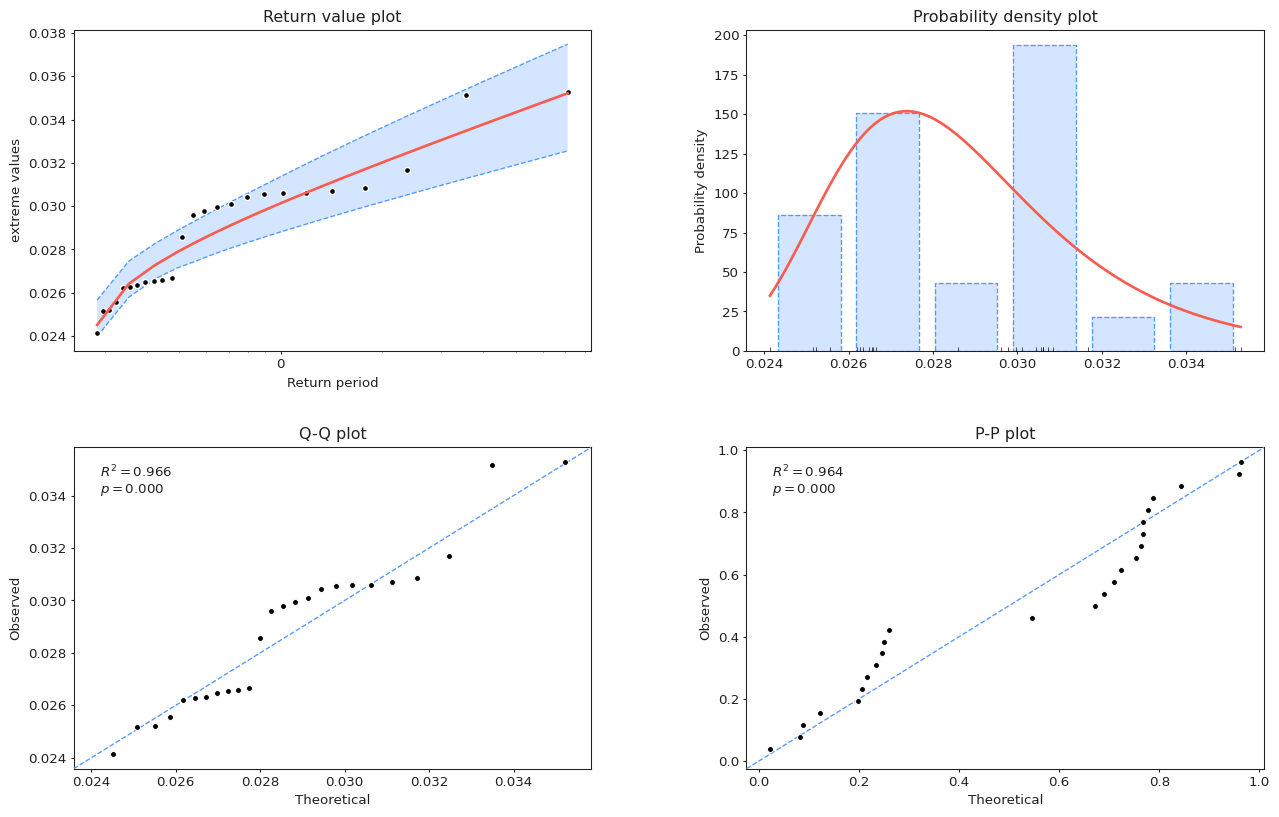 Return value plot
0.038
0.036
0.034
0.032
0.030
0.028
0.026
0.024
extreme values
0
Return period
Probability density plot
200
175
150
125
100
75
50
25
0
Probability density
0.024 0.026 0.028 0.030 0.032 0.034
Q-Q plot
R² = 0.966
p = 0.000
0.034
0.032
0.030
0.028
0.026
0.024
Observed
0.024 0.026 0.028 0.030 0.032 0.034
Theoretical
P-P plot
R² = 0.964
p = 0.000
1.0
0.8
0.6
0.4
0.2
0.0
Observed
0.0 0.2 0.4 0.6 0.8 1.0
Theoretical